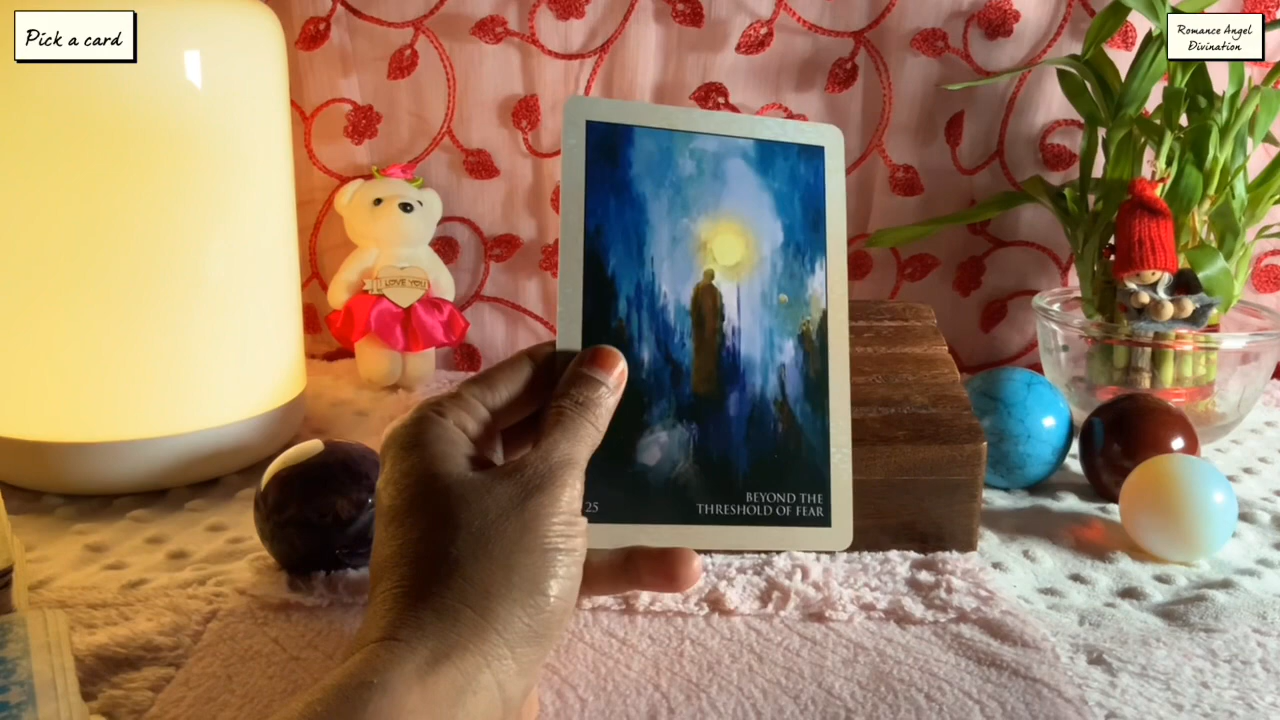 Pick a card
Romance Angel
Divination
I LOVE YOU
25
BEYOND THE
THRESHOLD OF FEAR